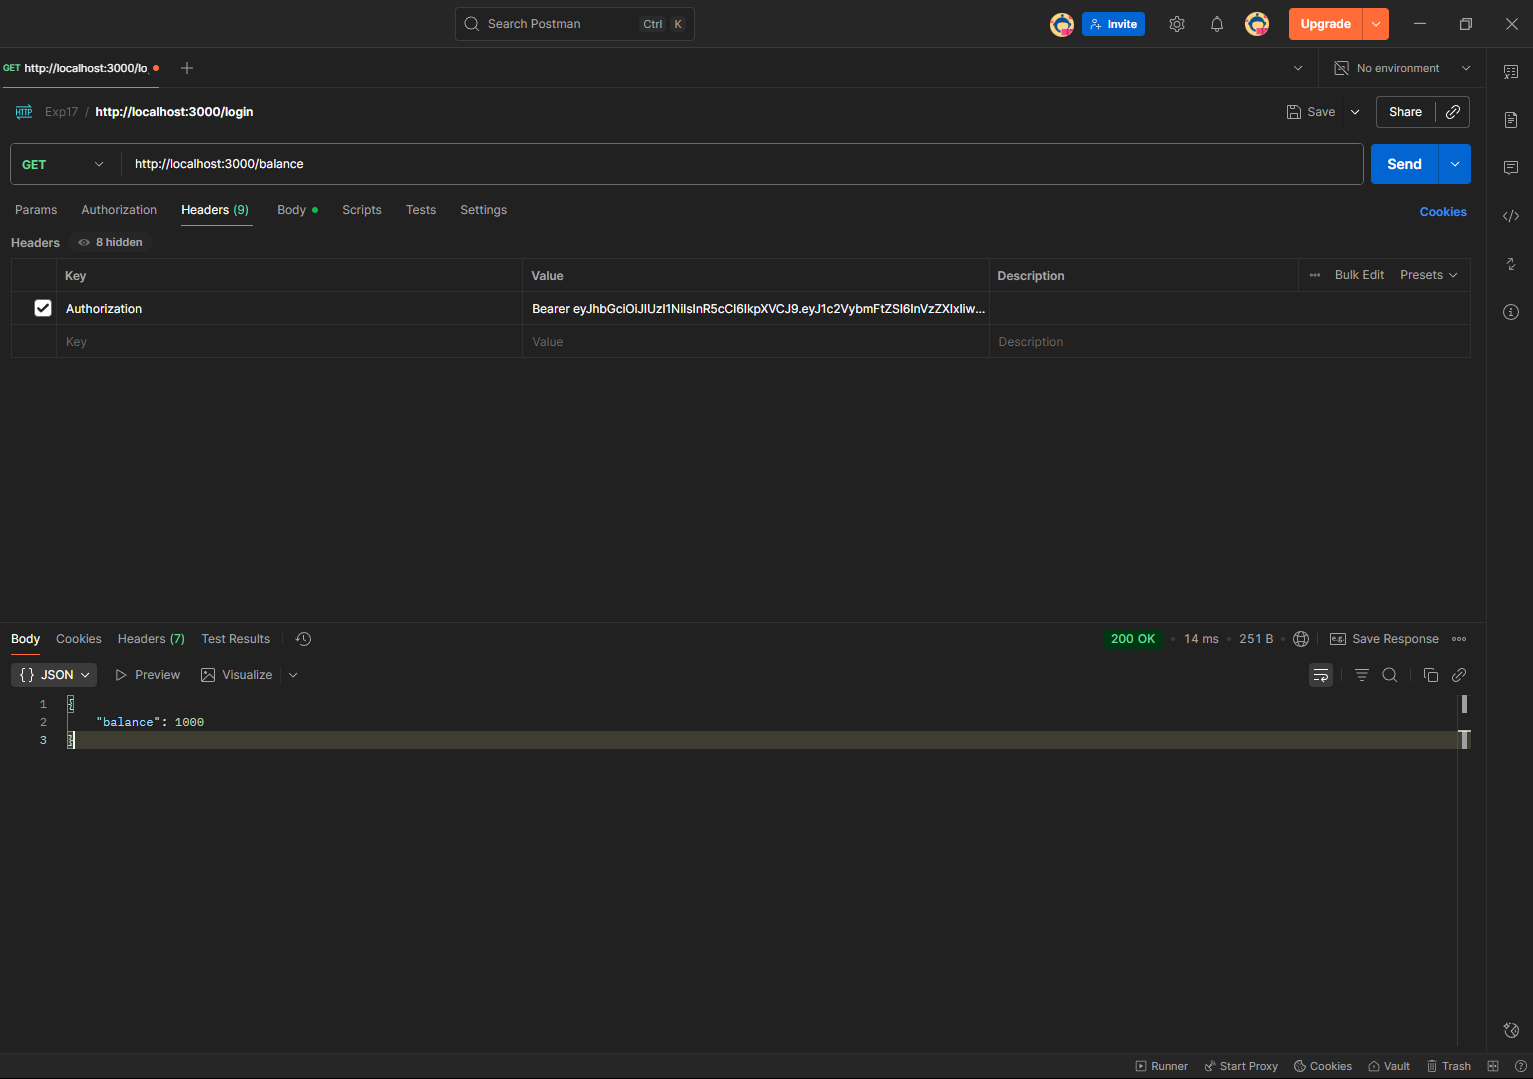 Search Postman Ctrl K Invite Upgrade
GET http://localhost:3000/lo No environment
HTTP Exp17 / http://localhost:3000/login Save Share
GET http://localhost:3000/balance Send
Params Authorization Headers (9) Body Scripts Tests Settings Cookies
Headers 8 hidden
Key Value Description Bulk Edit Presets
Authorization Bearer eyJhbGciOiJIUzI1NiIsInR5cCI6IkpXVCJ9.eyJ1c2VybmFtZSI6InVzZXIxIiw...
Key Value Description
Body Cookies Headers (7) Test Results 200 OK 14 ms 251 B e.g. Save Response
{} JSON Preview Visualize
1 {
2 "balance": 1000
3 }
Runner Start Proxy Cookies Vault Trash